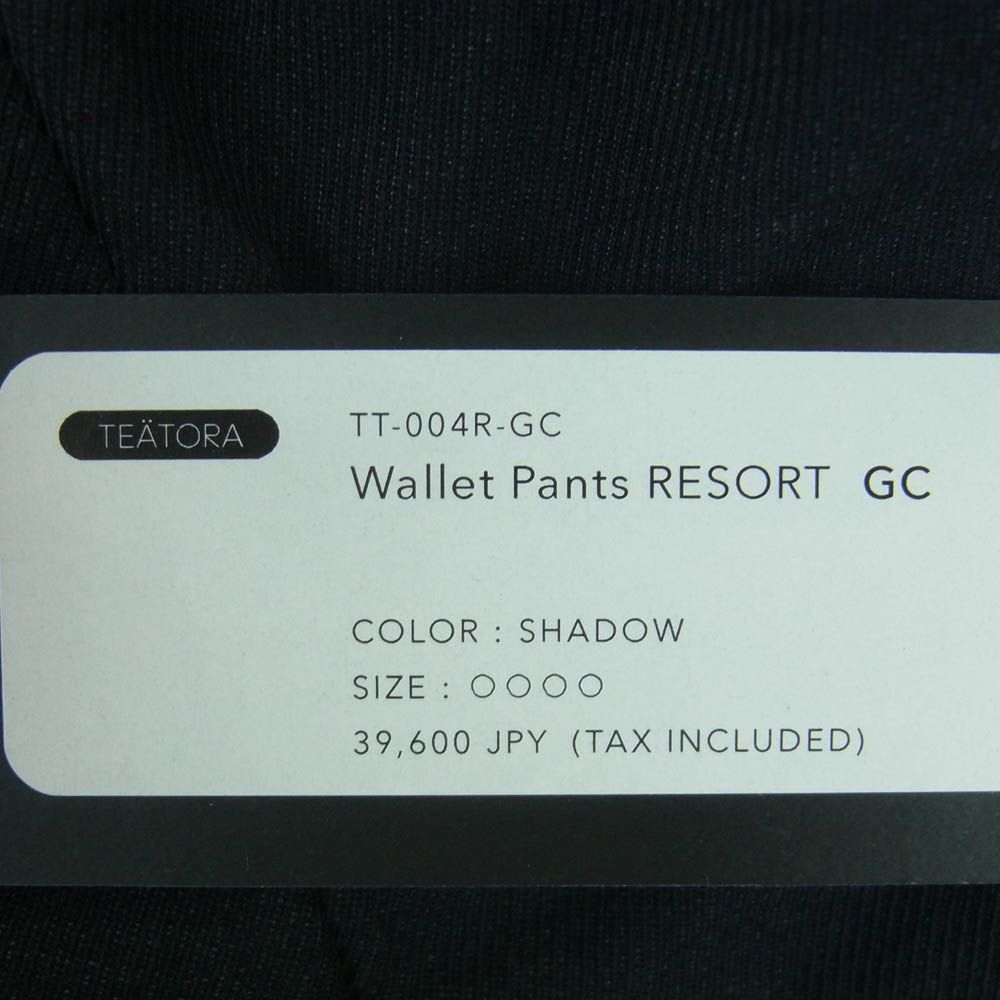 TEÄTORA
TT-004R-GC
Wallet Pants RESORT GC
COLOR : SHADOW
SIZE : ○○○○
39,600 JPY (TAX INCLUDED)